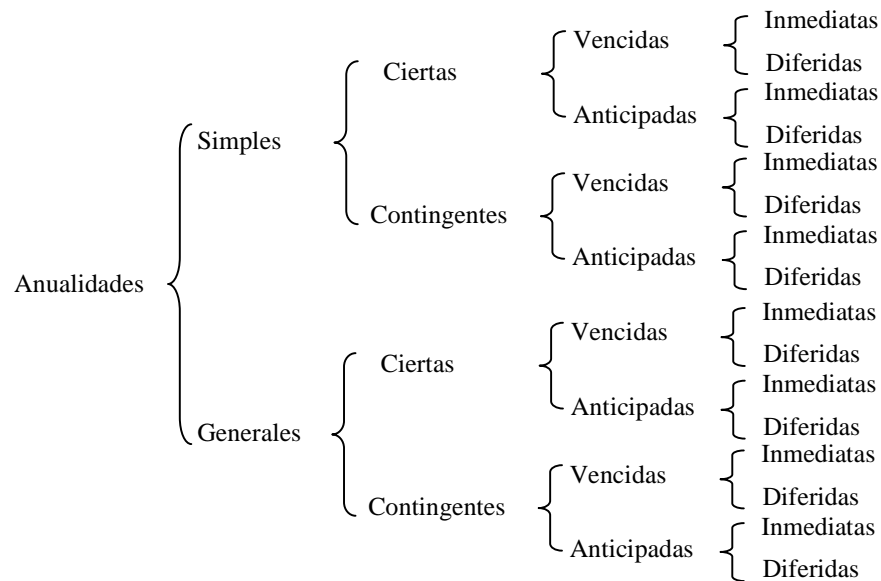 Anualidades
Simples
Ciertas
Vencidas
Inmediatas
Diferidas
Anticipadas
Inmediatas
Diferidas
Contingentes
Vencidas
Inmediatas
Diferidas
Anticipadas
Inmediatas
Diferidas
Generales
Ciertas
Vencidas
Inmediatas
Diferidas
Anticipadas
Inmediatas
Diferidas
Contingentes
Vencidas
Inmediatas
Diferidas
Anticipadas
Inmediatas
Diferidas